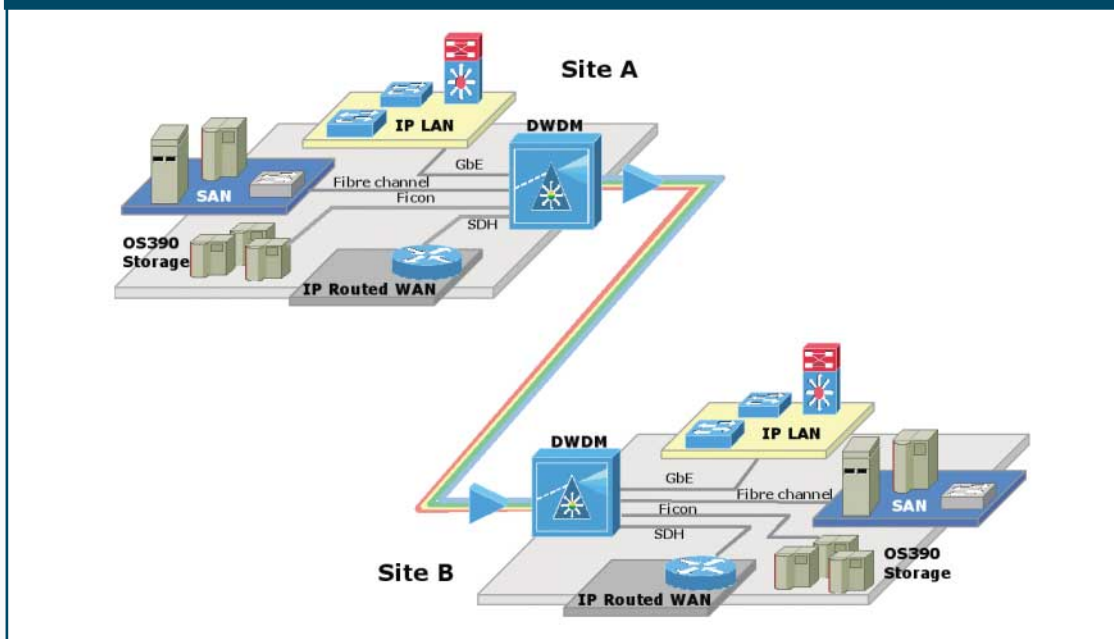 Site A
IP LAN
DWDM
GbE
Fibre channel
SAN
Ficon
SDH
OS390
Storage
IP Routed WAN
IP LAN
DWDM
GbE
Fibre channel
SAN
Ficon
SDH
OS390
Storage
Site B
IP Routed WAN